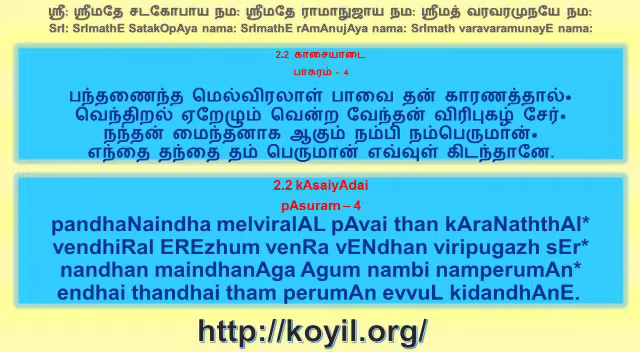 ஸ்ரீ: ஸ்ரீமதே சடகோபாய நம: ஸ்ரீமதே ராமாநுஜாய நம: ஸ்ரீமத் வரவரமுநயே நம:
SrI: SrImathE SatakOpAya nama: SrImathE rAmAnujAya nama: SrImath varavaramunayE nama:
2.2 காசையாடை
பாசுரம் - 4
பந்தணைந்த மெல்விரலாள் பாவை தன் காரணத்தால்*
வெந்திறல் ஏறேழும் வென்ற வேந்தன் விரிபுகழ் சேர்*
நந்தன் மைந்தனாக ஆகும் நம்பி நம்பெருமான்*
எந்தை தந்தை தம் பெருமான் எவ்வுள் கிடந்தானே.
2.2 kAsaiyAdai
pAsuram – 4
pandhaNaindha melviralAL pAvai than kAraNaththAl*
vendhiRal EREzhum venRa vENdhan viripugazh sEr*
nandhan maindhanAga Agum nambi namperumAn*
endhai thandhai tham perumAn evvuL kidandhAnE.
http://koyil.org/